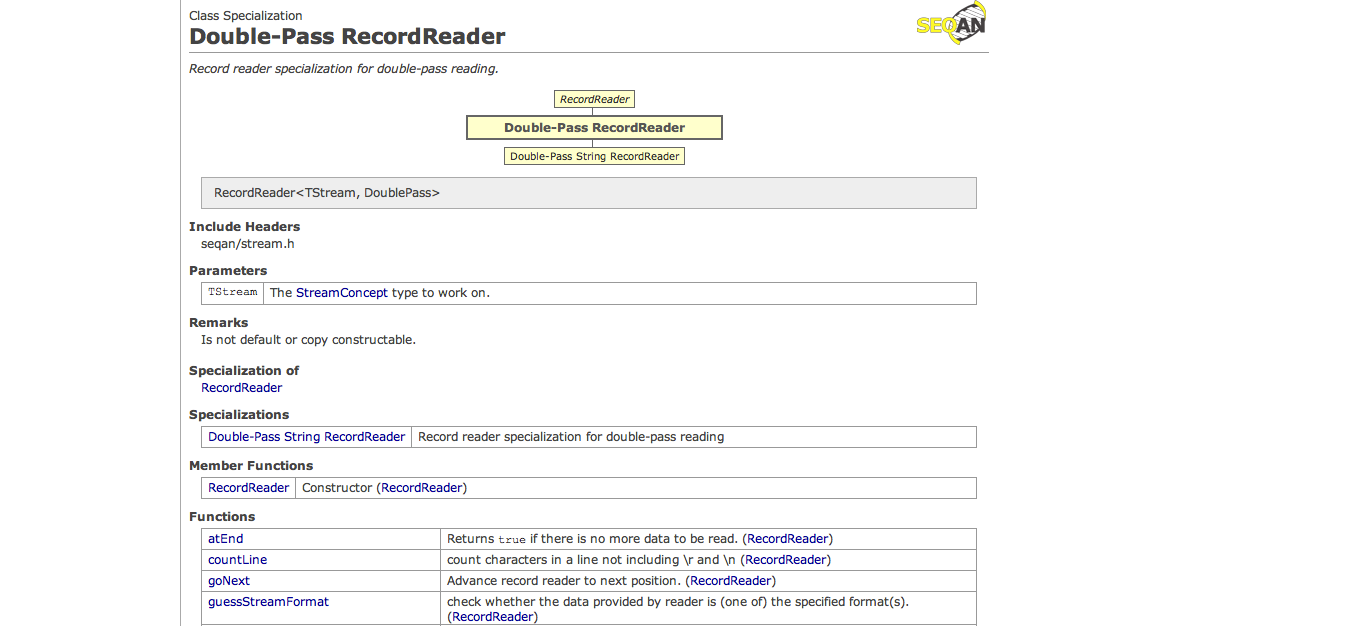 Class Specialization
SEQAN
Double-Pass RecordReader
Record reader specialization for double-pass reading.
RecordReader
Double-Pass RecordReader
Double-Pass String RecordReader
RecordReader<TStream, DoublePass>
Include Headers
seqan/stream.h
Parameters
TStream The StreamConcept type to work on.
Remarks
Is not default or copy constructable.
Specialization of
RecordReader
Specializations
Double-Pass String RecordReader Record reader specialization for double-pass reading
Member Functions
RecordReader Constructor (RecordReader)
Functions
atEnd Returns true if there is no more data to be read. (RecordReader)
countLine count characters in a line not including \r and \n (RecordReader)
goNext Advance record reader to next position. (RecordReader)
guessStreamFormat check whether the data provided by reader is (one of) the specified format(s).
(RecordReader)